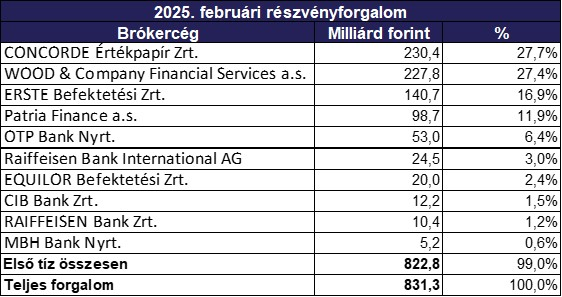 2025. februári részvényforgalom
Brókercég Milliárd forint %
CONCORDE Értékpapír Zrt. 230,4 27,7%
WOOD & Company Financial Services a.s. 227,8 27,4%
ERSTE Befektetési Zrt. 140,7 16,9%
Patria Finance a.s. 98,7 11,9%
OTP Bank Nyrt. 53,0 6,4%
Raiffeisen Bank International AG 24,5 3,0%
EQUILOR Befektetési Zrt. 20,0 2,4%
CIB Bank Zrt. 12,2 1,5%
RAIFFEISEN Bank Zrt. 10,4 1,2%
MBH Bank Nyrt. 5,2 0,6%
Első tíz összesen 822,8 99,0%
Teljes forgalom 831,3 100,0%